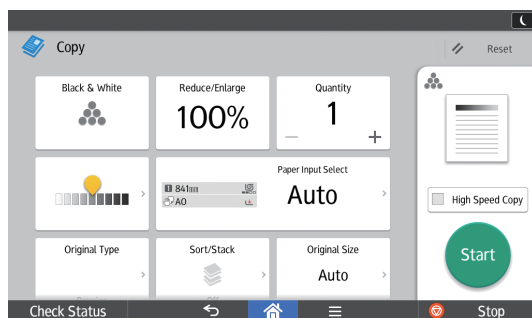 Copy
Reset
Black & White
Reduce/Enlarge
100%
Quantity
1
Paper Input Select
1 841mm
A0
Auto
High Speed Copy
Original Type
Sort/Stack
Original Size
Auto
Start
Check Status
Stop